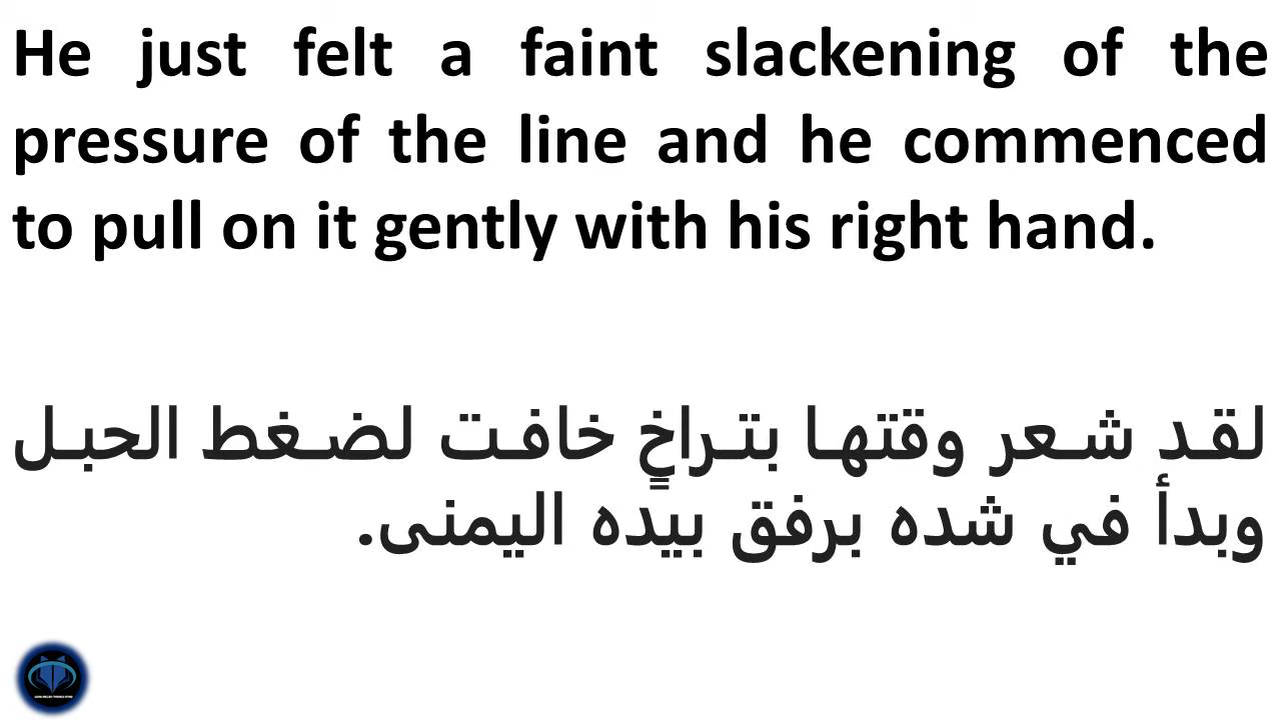 He just felt a faint slackening of the
pressure of the line and he commenced
to pull on it gently with his right hand.
لقد شعر وقتها بتراخٍ خافت لضغط الحبل
وبدأ في شده برفق بيده اليمنى.